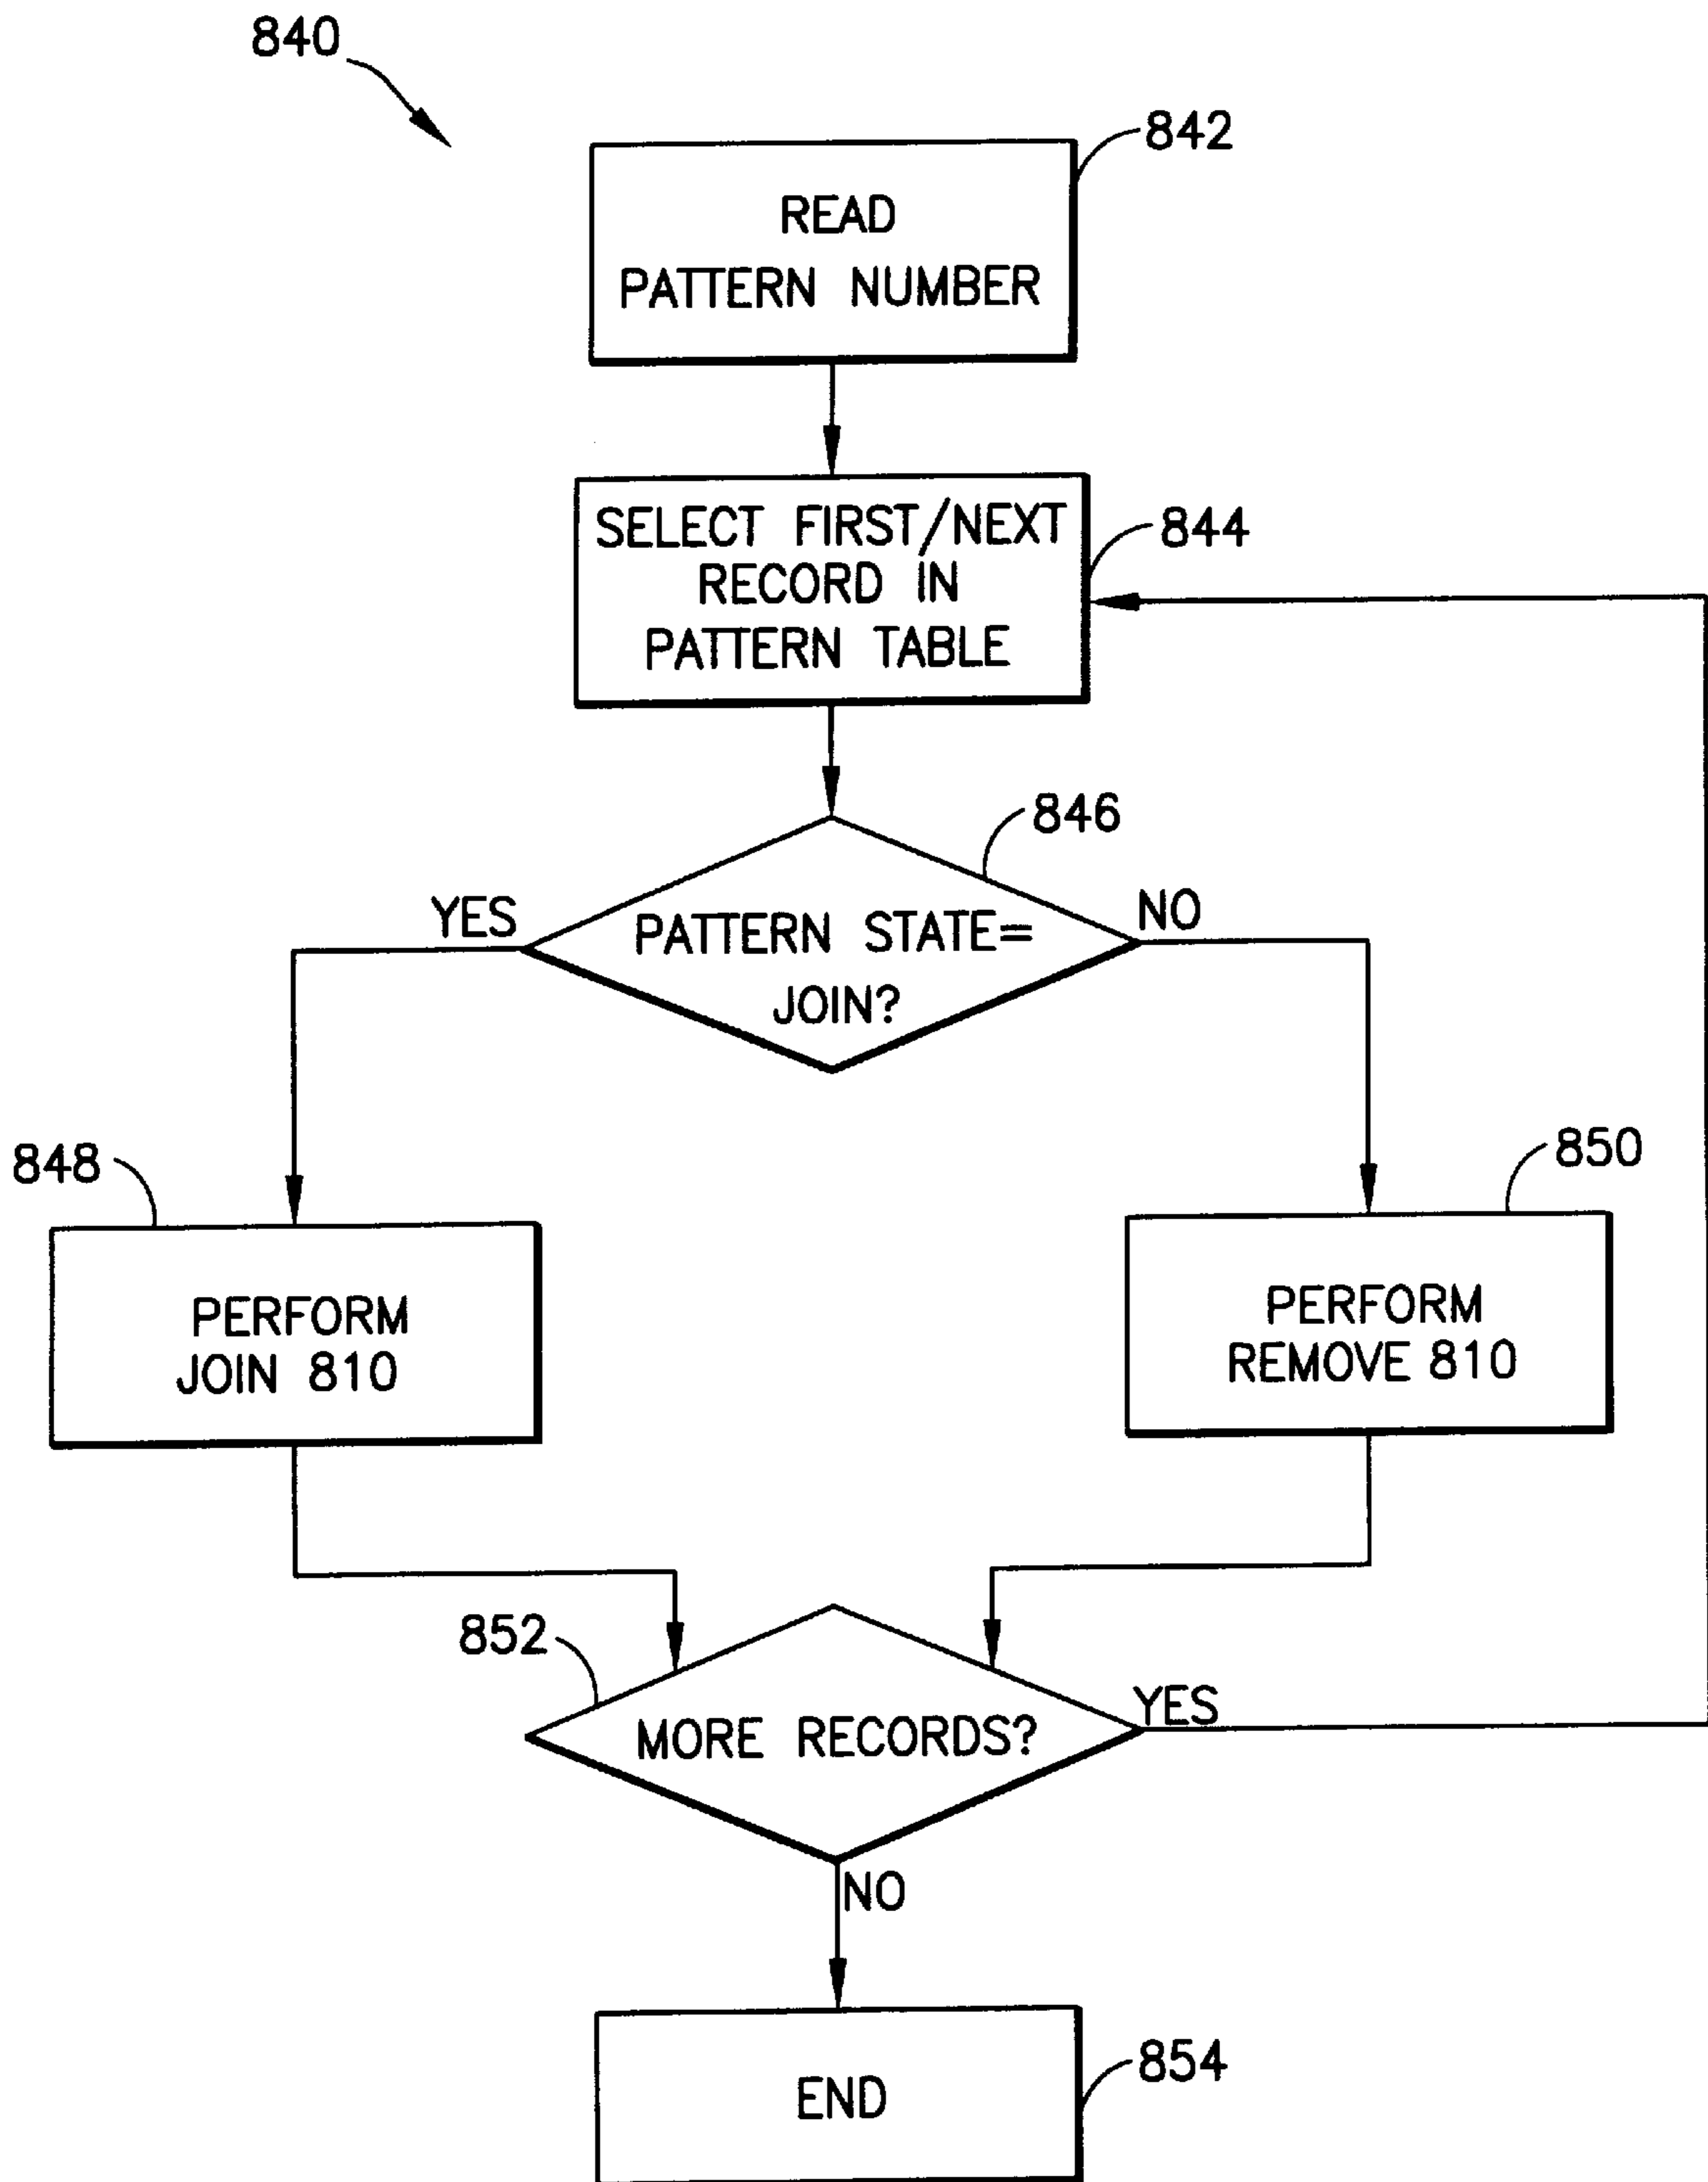 840
842
READ
PATTERN NUMBER
SELECT FIRST/NEXT
RECORD IN
PATTERN TABLE
844
846
YES
NO
PATTERN STATE=
JOIN?
848
850
PERFORM
JOIN 810
PERFORM
REMOVE 810
852
YES
MORE RECORDS?
NO
END
854